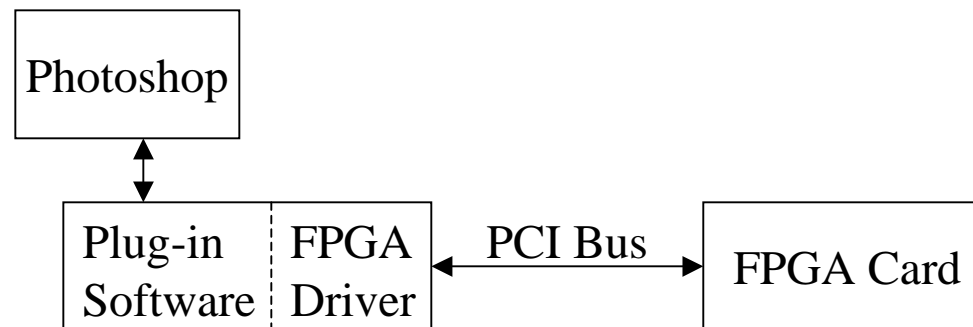 Photoshop
Plug-in
Software
FPGA
Driver
PCI Bus
FPGA Card